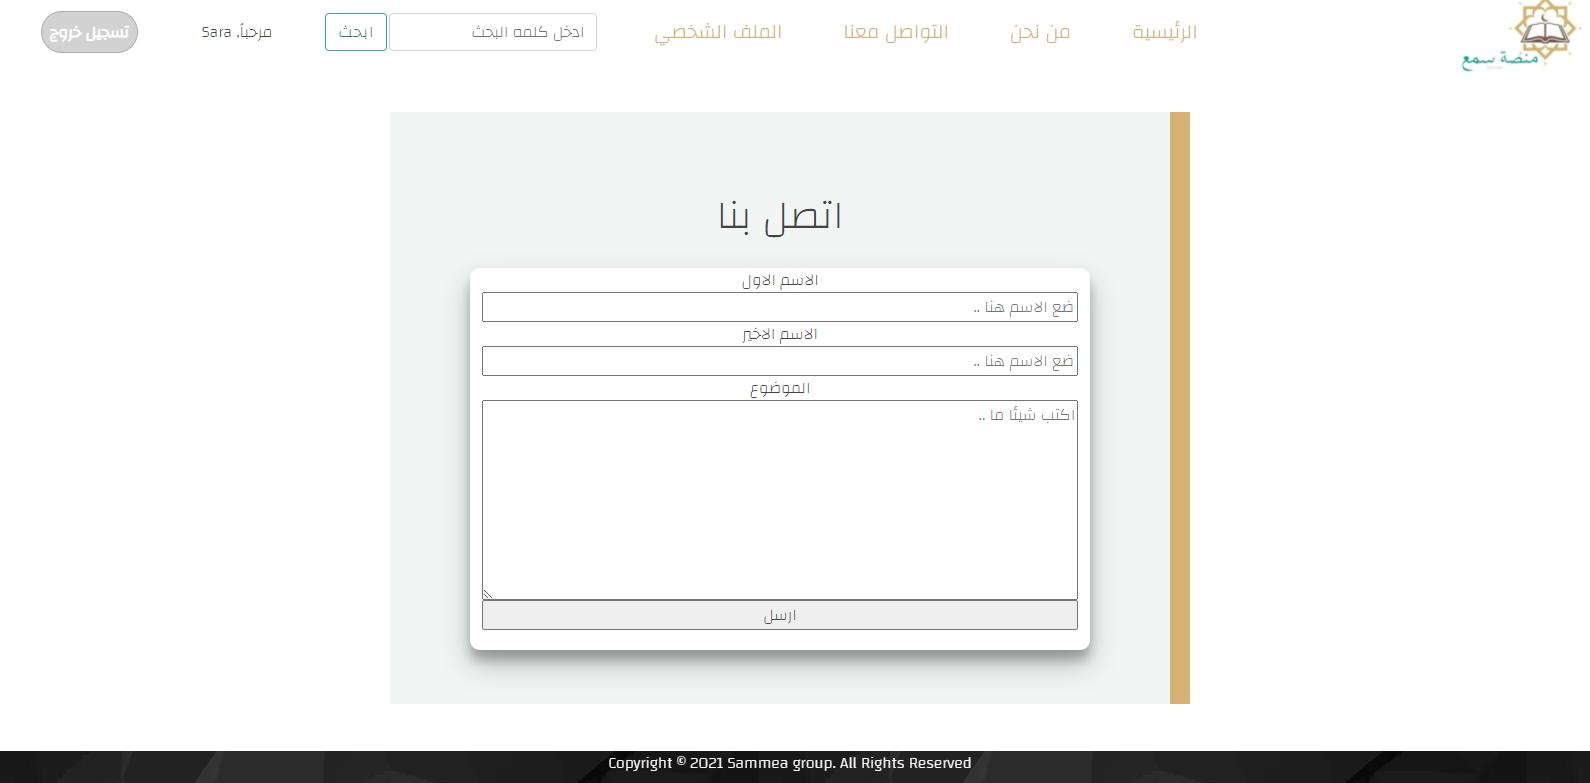 منصة سمع
الرئيسية
من نحن
التواصل معنا
الملف الشخصي
ادخل كلمه البحث
ابحث
مرحباً, Sara
تسجيل خروج
اتصل بنا
الاسم الاول
ضع الاسم هنا ..
الاسم الاخير
ضع الاسم هنا ..
الموضوع
اكتب شيئا ما ..
ارسل
Copyright © 2021 Sammea group. All Rights Reserved